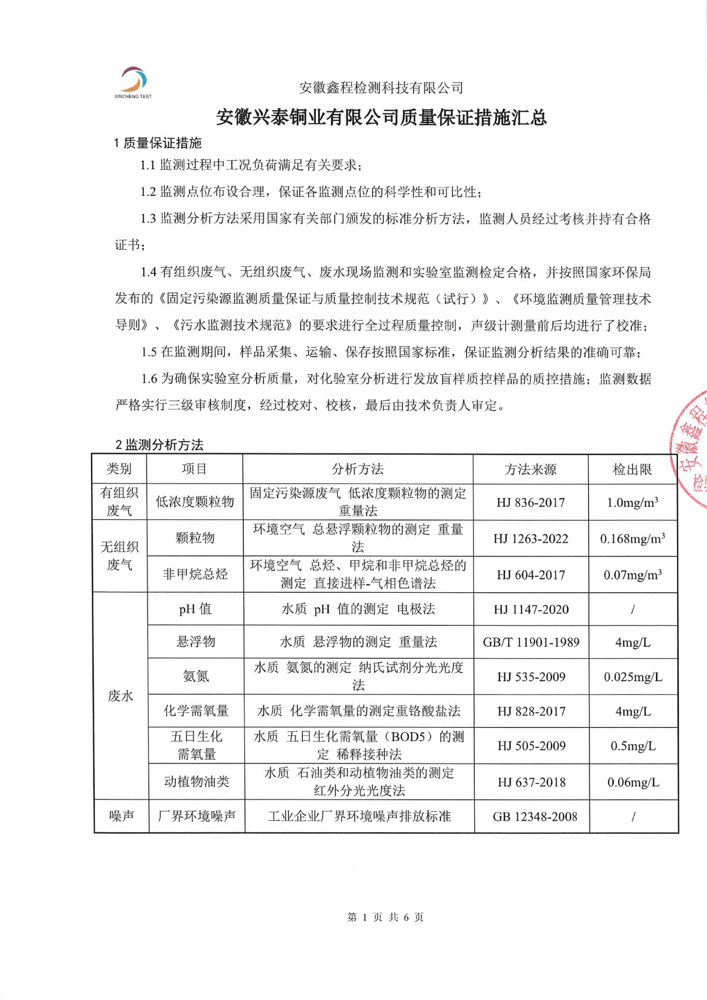 XINCHENG TEST
安徽鑫程检测科技有限公司
安徽兴泰铜业有限公司质量保证措施汇总
1 质量保证措施
1.1 监测过程中工况负荷满足有关要求；
1.2 监测点位布设合理，保证各监测点位的科学性和可比性；
1.3 监测分析方法采用国家有关部门颁发的标准分析方法，监测人员经过考核并持有合格
证书；
1.4 有组织废气、无组织废气、废水现场监测和实验室监测检定合格，并按照国家环保局
发布的《固定污染源监测质量保证与质量控制技术规范（试行）》、《环境监测质量管理技术
导则》、《污水监测技术规范》的要求进行全过程质量控制，声级计测量前后均进行了校准；
1.5 在监测期间，样品采集、运输、保存按照国家标准，保证监测分析结果的准确可靠；
1.6 为确保实验室分析质量，对化验室分析进行发放盲样质控样品的质控措施；监测数据
严格实行三级审核制度，经过校对、校核，最后由技术负责人审定。
安徽鑫程
2 监测分析方法
类别 项目 分析方法 方法来源 检出限
有组织
废气
低浓度颗粒物
固定污染源废气 低浓度颗粒物的测定
重量法
HJ 836-2017 1.0mg/m³
无组织
废气
颗粒物
环境空气 总悬浮颗粒物的测定 重量
法
HJ 1263-2022 0.168mg/m³
非甲烷总烃
环境空气 总烃、甲烷和非甲烷总烃的
测定 直接进样-气相色谱法
HJ 604-2017 0.07mg/m³
废水
pH 值 水质 pH 值的测定 电极法 HJ 1147-2020 /
悬浮物 水质 悬浮物的测定 重量法 GB/T 11901-1989 4mg/L
氨氮
水质 氨氮的测定 纳氏试剂分光光度
法
HJ 535-2009 0.025mg/L
化学需氧量 水质 化学需氧量的测定重铬酸盐法 HJ 828-2017 4mg/L
五日生化
需氧量
水质 五日生化需氧量（BOD5）的测
定 稀释接种法
HJ 505-2009 0.5mg/L
动植物油类
水质 石油类和动植物油类的测定
红外分光光度法
HJ 637-2018 0.06mg/L
噪声 厂界环境噪声 工业企业厂界环境噪声排放标准 GB 12348-2008 /
第 1 页 共 6 页